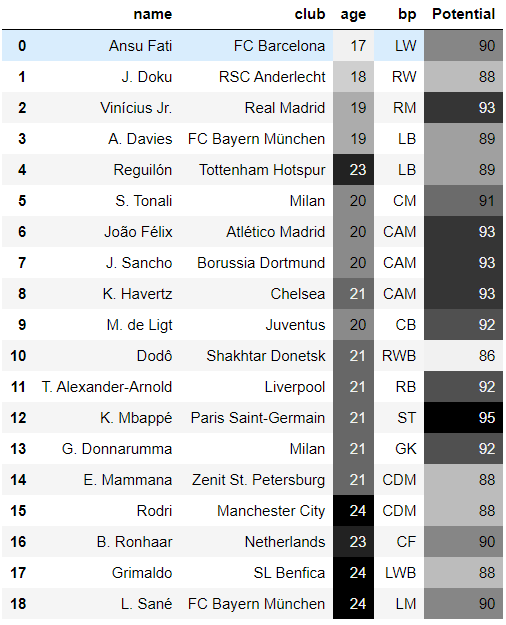 name club age bp Potential
0 Ansu Fati FC Barcelona 17 LW 90
1 J. Doku RSC Anderlecht 18 RW 88
2 Vinícius Jr. Real Madrid 19 RM 93
3 A. Davies FC Bayern München 19 LB 89
4 Reguilón Tottenham Hotspur 23 LB 89
5 S. Tonali Milan 20 CM 91
6 João Félix Atlético Madrid 20 CAM 93
7 J. Sancho Borussia Dortmund 20 CAM 93
8 K. Havertz Chelsea 21 CAM 93
9 M. de Ligt Juventus 20 CB 92
10 Dodô Shakhtar Donetsk 21 RWB 86
11 T. Alexander-Arnold Liverpool 21 RB 92
12 K. Mbappé Paris Saint-Germain 21 ST 95
13 G. Donnarumma Milan 21 GK 92
14 E. Mammana Zenit St. Petersburg 21 CDM 88
15 Rodri Manchester City 24 CDM 88
16 B. Ronhaar Netherlands 23 CF 90
17 Grimaldo SL Benfica 24 LWB 88
18 L. Sané FC Bayern München 24 LM 90